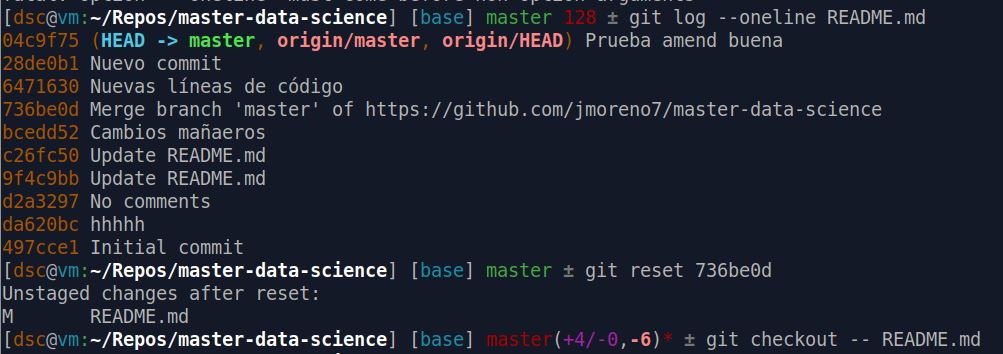 [dsc@vm:~/Repos/master-data-science] [base] master 128 ± git log --oneline README.md
04c9f75 (HEAD -> master, origin/master, origin/HEAD) Prueba amend buena
28de0b1 Nuevo commit
6471630 Nuevas líneas de código
736be0d Merge branch 'master' of https://github.com/jmoreno7/master-data-science
bcedd52 Cambios mañaeros
c26fc50 Update README.md
9f4c9bb Update README.md
d2a3297 No comments
da620bc hhhhh
497cce1 Initial commit
[dsc@vm:~/Repos/master-data-science] [base] master ± git reset 736be0d
Unstaged changes after reset:
M README.md
[dsc@vm:~/Repos/master-data-science] [base] master(+4/-0,-6)* ± git checkout -- README.md